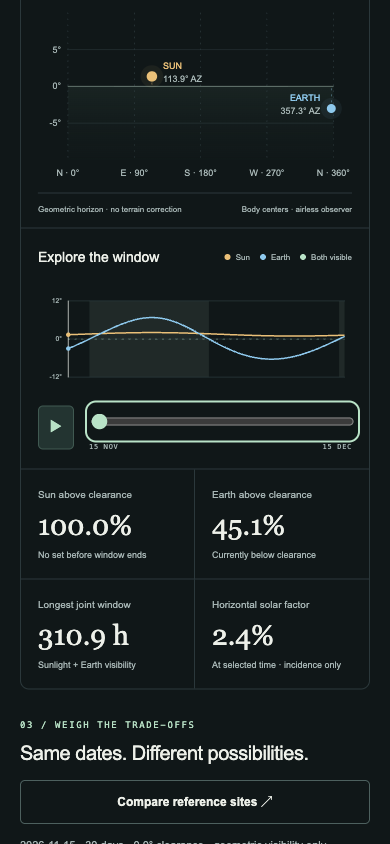 5°
SUN
113.9° AZ
0°
EARTH
357.3° AZ
-5°
N · 0° E · 90° S · 180° W · 270° N · 360°
Geometric horizon · no terrain correction Body centers · airless observer
Explore the window Sun Earth Both visible
12°
0°
-12°
15 NOV 15 DEC
Sun above clearance
100.0%
No set before window ends
Earth above clearance
45.1%
Currently below clearance
Longest joint window
310.9 h
Sunlight + Earth visibility
Horizontal solar factor
2.4%
At selected time · incidence only
03 / WEIGH THE TRADE-OFFS
Same dates. Different possibilities.
Compare reference sites ↗